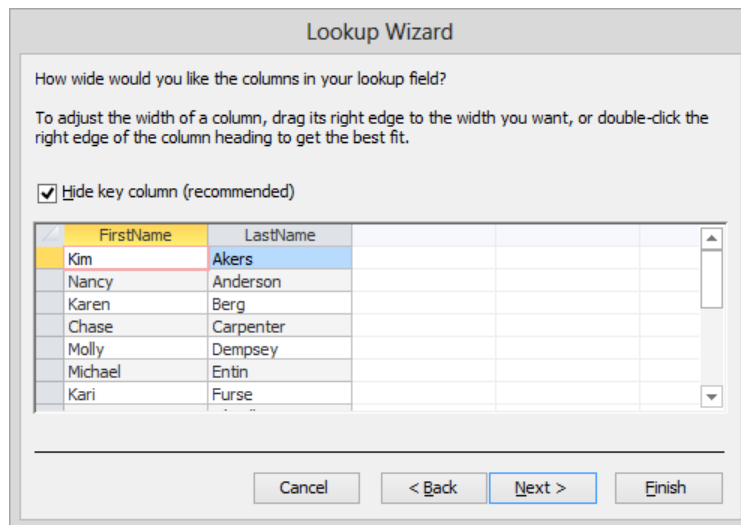 Lookup Wizard
How wide would you like the columns in your lookup field?
To adjust the width of a column, drag its right edge to the width you want, or double-click the
right edge of the column heading to get the best fit.
Hide key column (recommended)
FirstName LastName
Kim Akers
Nancy Anderson
Karen Berg
Chase Carpenter
Molly Dempsey
Michael Entin
Kari Furse
Cancel < Back Next > Finish